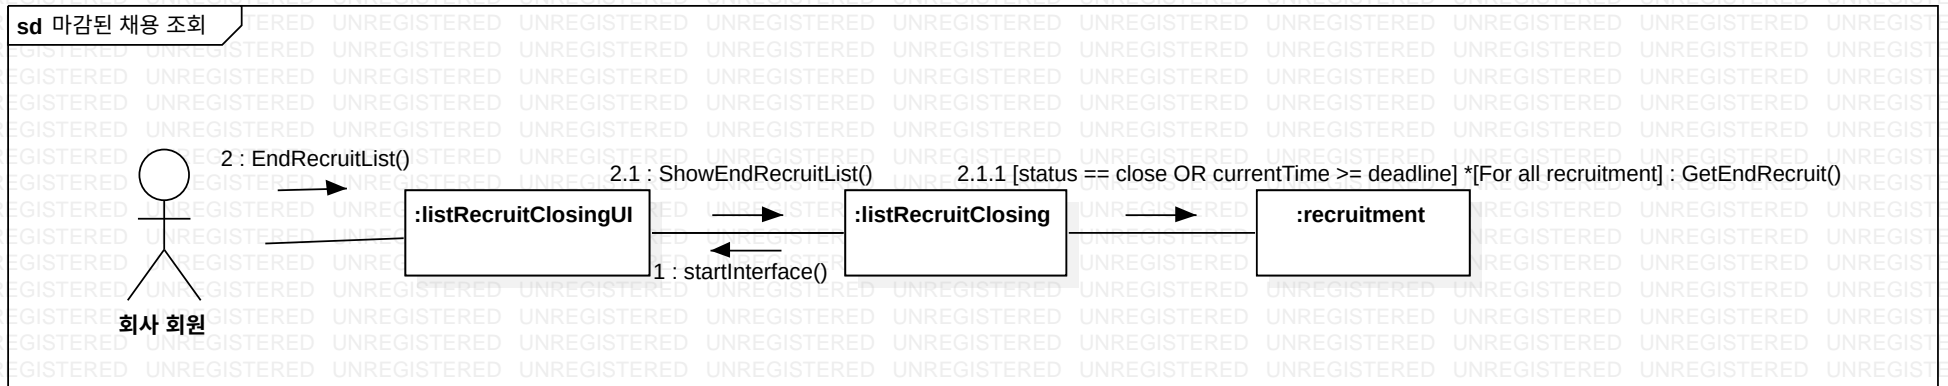 sd 마감된 채용 조회
2 : EndRecruitList()
2.1 : ShowEndRecruitList()
2.1.1 [status == close OR currentTime >= deadline] *[For all recruitment] : GetEndRecruit()
:listRecruitClosingUI
:listRecruitClosing
:recruitment
1 : startInterface()
회사 회원